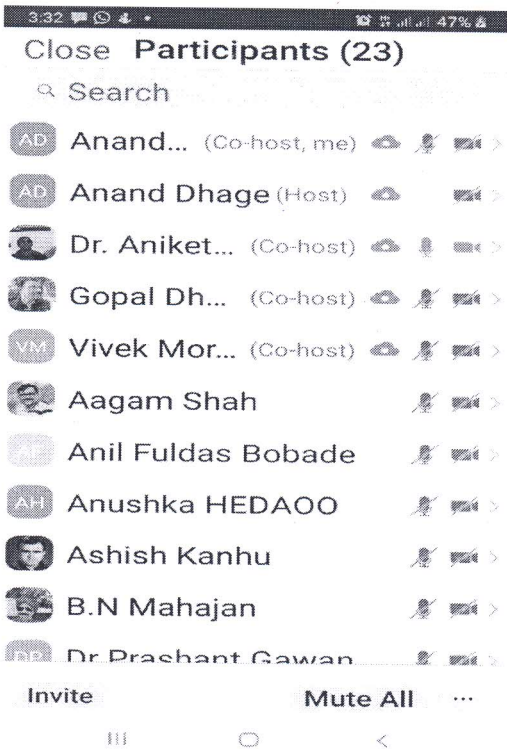 3:32 47%
Close Participants (23)
Search
AD Anand... (Co-host, me)
AD Anand Dhage (Host)
Dr. Aniket... (Co-host)
Gopal Dh... (Co-host)
VM Vivek Mor... (Co-host)
Aagam Shah
AF Anil Fuldas Bobade
AH Anushka HEDAOO
Ashish Kanhu
B.N Mahajan
DP Dr Prashant Gawan
Invite Mute All ...